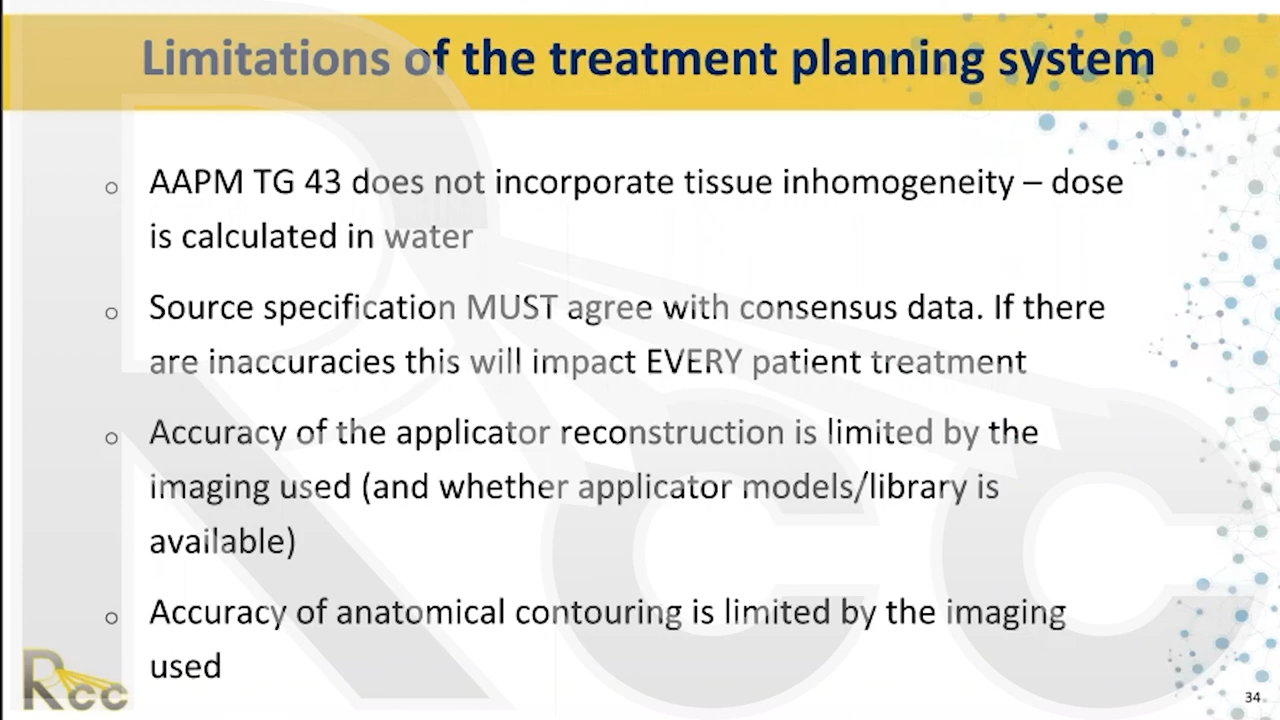 Limitations of the treatment planning system
AAPM TG 43 does not incorporate tissue inhomogeneity – dose
is calculated in water
Source specification MUST agree with consensus data. If there
are inaccuracies this will impact EVERY patient treatment
Accuracy of the applicator reconstruction is limited by the
imaging used (and whether applicator models/library is
available)
Accuracy of anatomical contouring is limited by the imaging
used
Rcc
Rcc
34